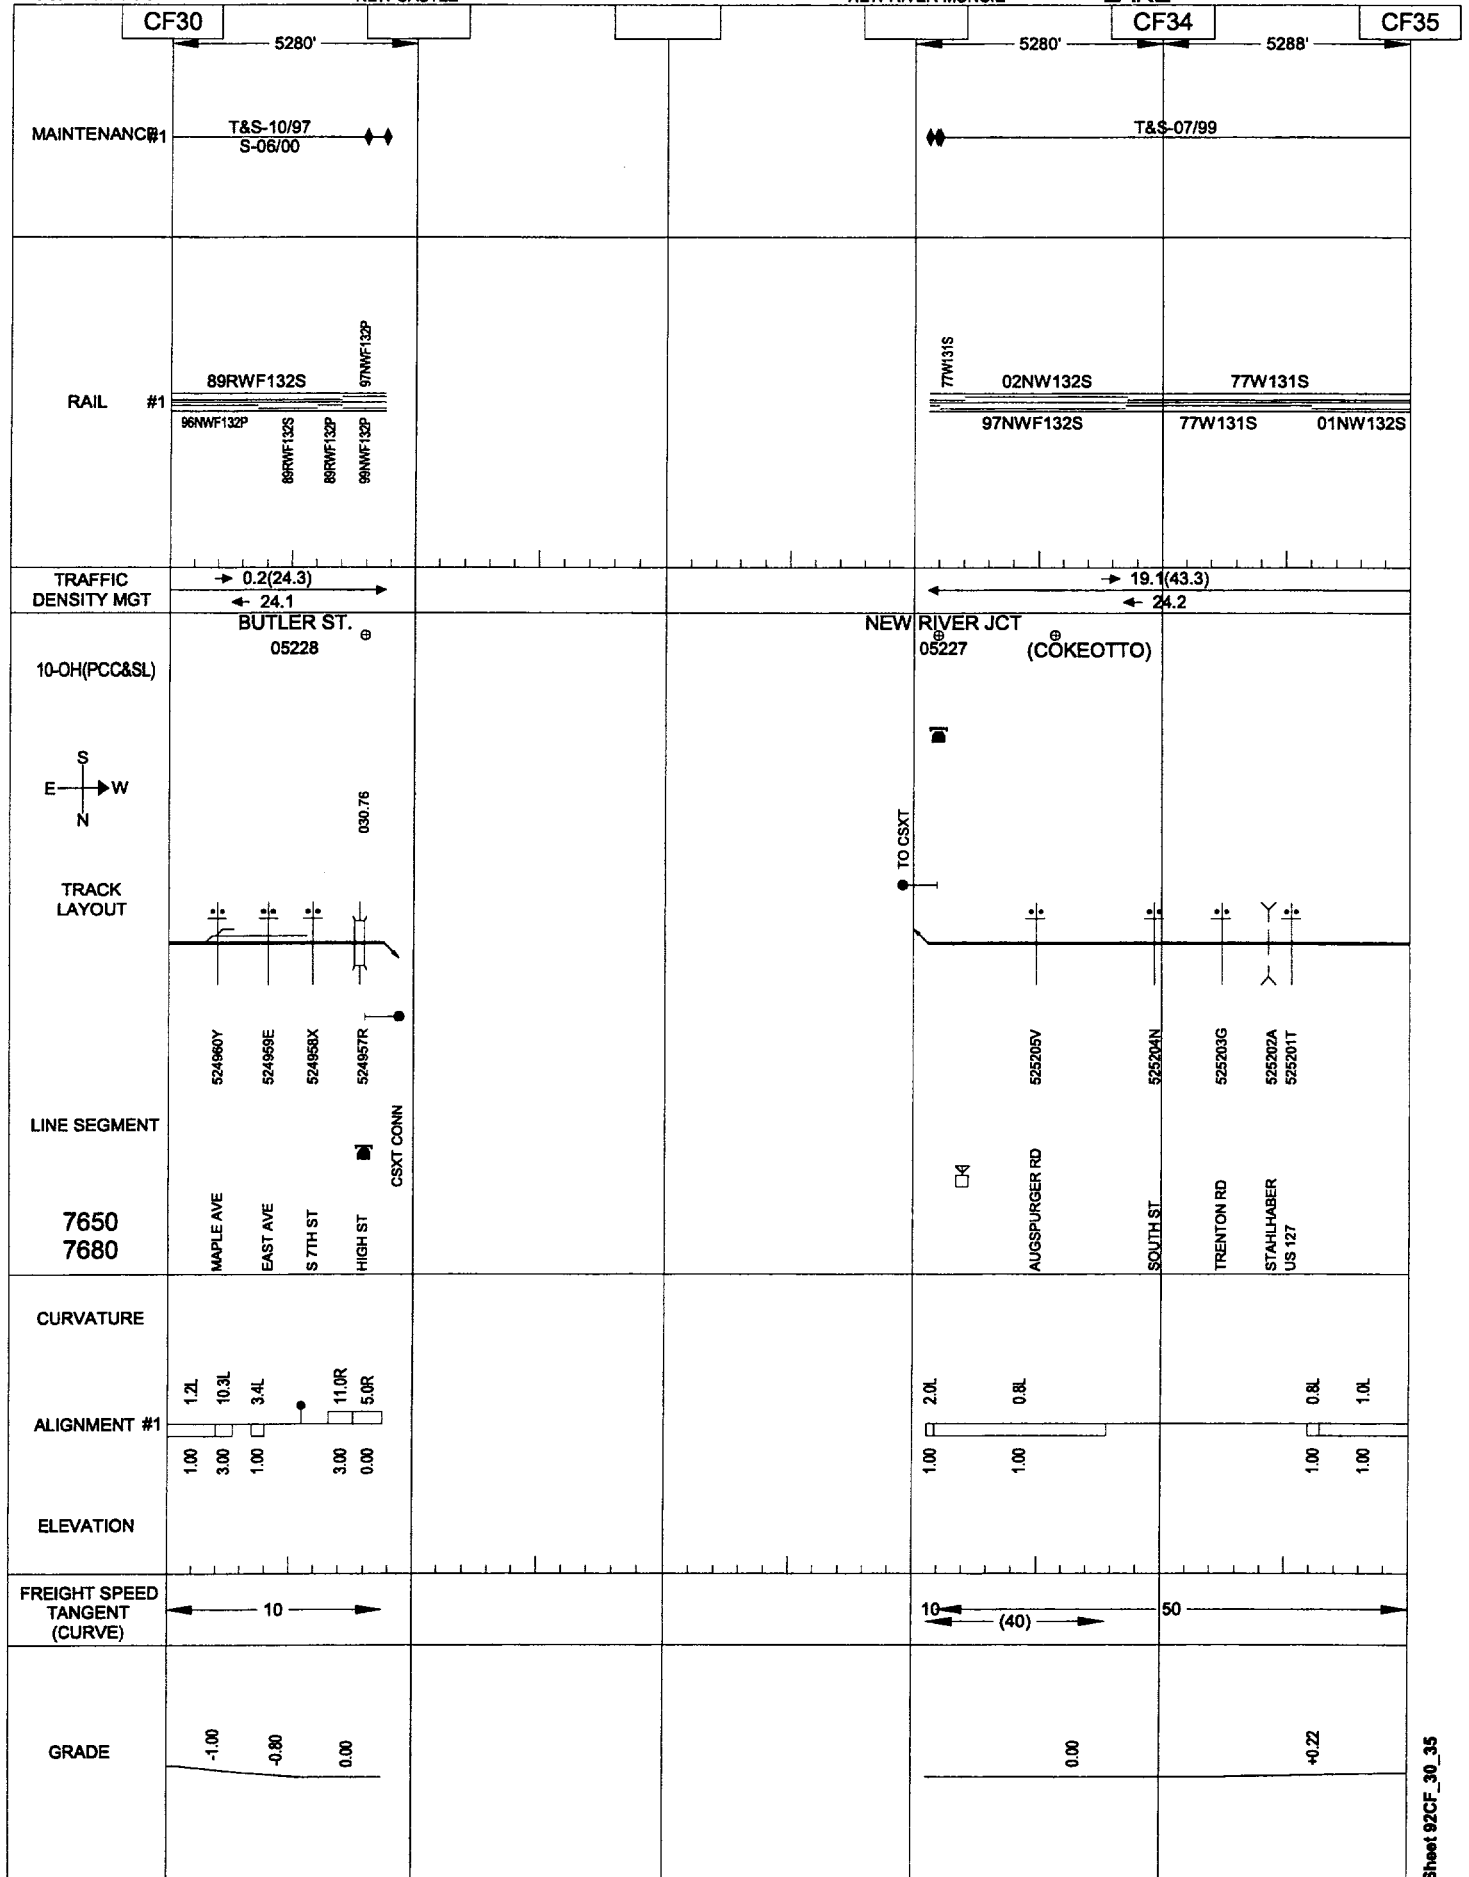 CF30
CF34
CF35
5280'
5280'
5288'
MAINTENANCE#1
T&S-10/97
S-06/00
T&S-07/99
RAIL #1
89RWF132S
97NWF132P
96NWF132P
89RWF132S
89RWF132P
99NWF132P
77W131S
02NW132S
77W131S
97NWF132S
77W131S
01NW132S
TRAFFIC
DENSITY MGT
0.2(24.3)
24.1
19.1(43.3)
24.2
BUTLER ST.
05228
NEW RIVER JCT
05227
(COKEOTTO)
10-OH(PCC&SL)
S
E W
N
030.76
TO CSXT
TRACK
LAYOUT
524960Y
524959E
524958X
524957R
525205V
525204N
525203G
525202A
525201T
LINE SEGMENT
CSXT CONN
7650
7680
MAPLE AVE
EAST AVE
S 7TH ST
HIGH ST
AUGSPURGER RD
SOUTH ST
TRENTON RD
STAHLHABER
US 127
CURVATURE
1.2L
10.3L
3.4L
11.0R
5.0R
2.0L
0.8L
0.8L
1.0L
ALIGNMENT #1
1.00
3.00
1.00
3.00
0.00
1.00
1.00
1.00
1.00
ELEVATION
FREIGHT SPEED
TANGENT
(CURVE)
10
10
50
(40)
GRADE
-1.00
-0.80
0.00
0.00
+0.22
Sheet 92CF_30_35